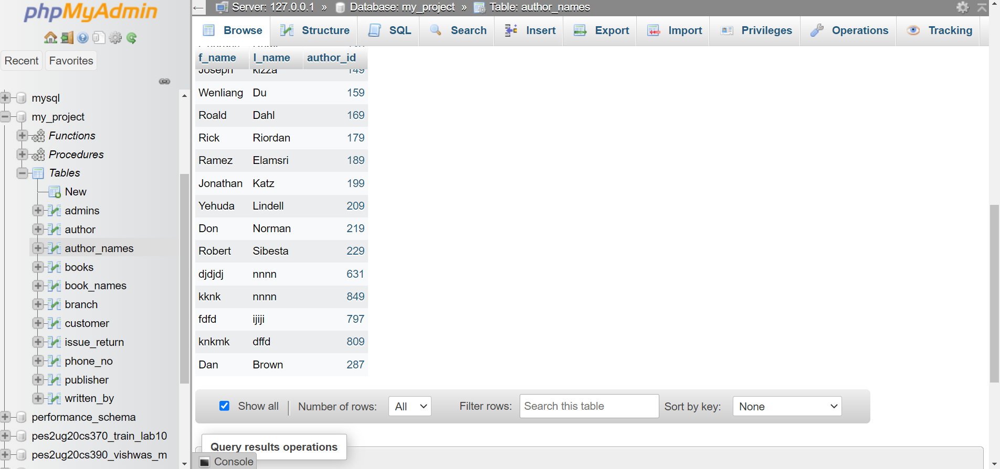 phpMyAdmin
Recent Favorites
mysql
my_project
Functions
Procedures
Tables
New
admins
author
author_names
books
book_names
branch
customer
issue_return
phone_no
publisher
written_by
performance_schema
pes2ug20cs370_train_lab10
pes2ug20cs390_vishwas_m
Server: 127.0.0.1 » Database: my_project » Table: author_names
Browse Structure SQL Search Insert Export Import Privileges Operations Tracking
f_name l_name author_id
Joseph kizza 149
Wenliang Du 159
Roald Dahl 169
Rick Riordan 179
Ramez Elamsri 189
Jonathan Katz 199
Yehuda Lindell 209
Don Norman 219
Robert Sibesta 229
djdjdj nnnn 631
kknk nnnn 849
fdfd ijiji 797
knkmk dffd 809
Dan Brown 287
Show all | Number of rows: All Filter rows: Search this table Sort by key: None
Query results operations
Console